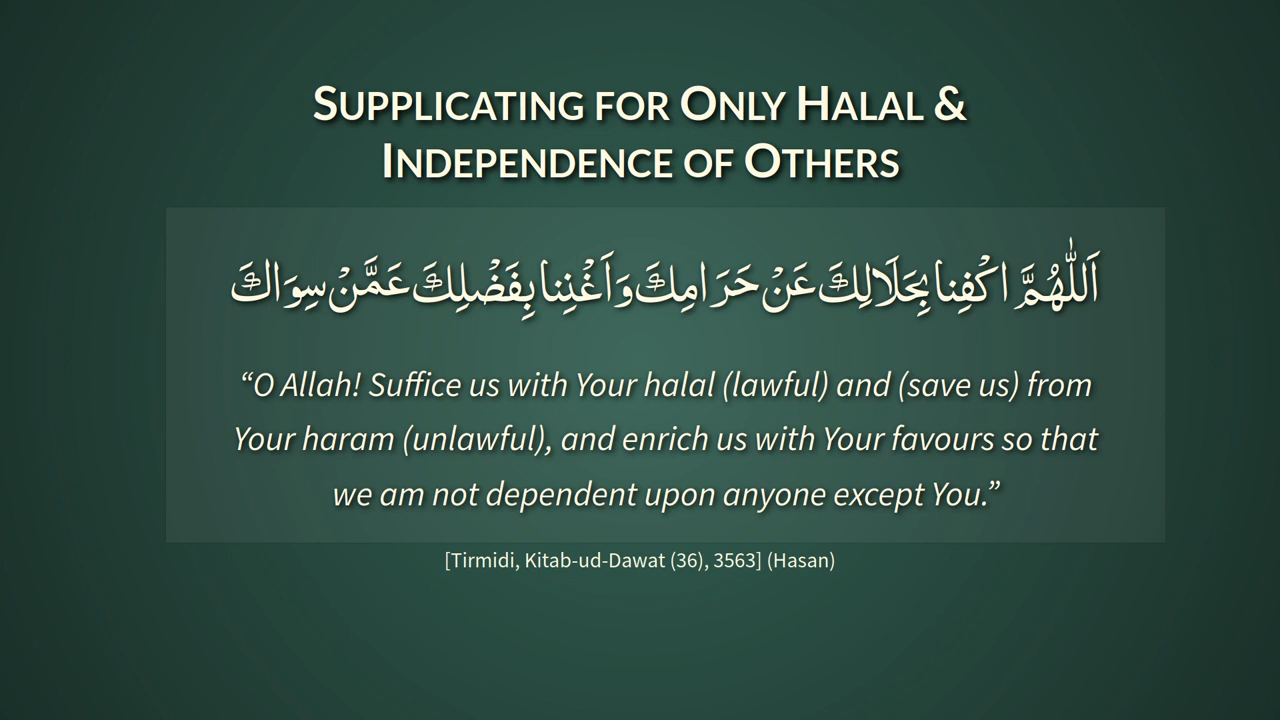 Supplicating for Only Halal &
Independence of Others
اَللّٰهُمَّ اكْفِنا بِحَلَالِكَ عَنْ حَرَامِكَ وَاَغْنِنا بِفَضْلِكَ عَمَّنْ سِوَاكَ
“O Allah! Suffice us with Your halal (lawful) and (save us) from
Your haram (unlawful), and enrich us with Your favours so that
we am not dependent upon anyone except You.”
[Tirmidi, Kitab-ud-Dawat (36), 3563] (Hasan)